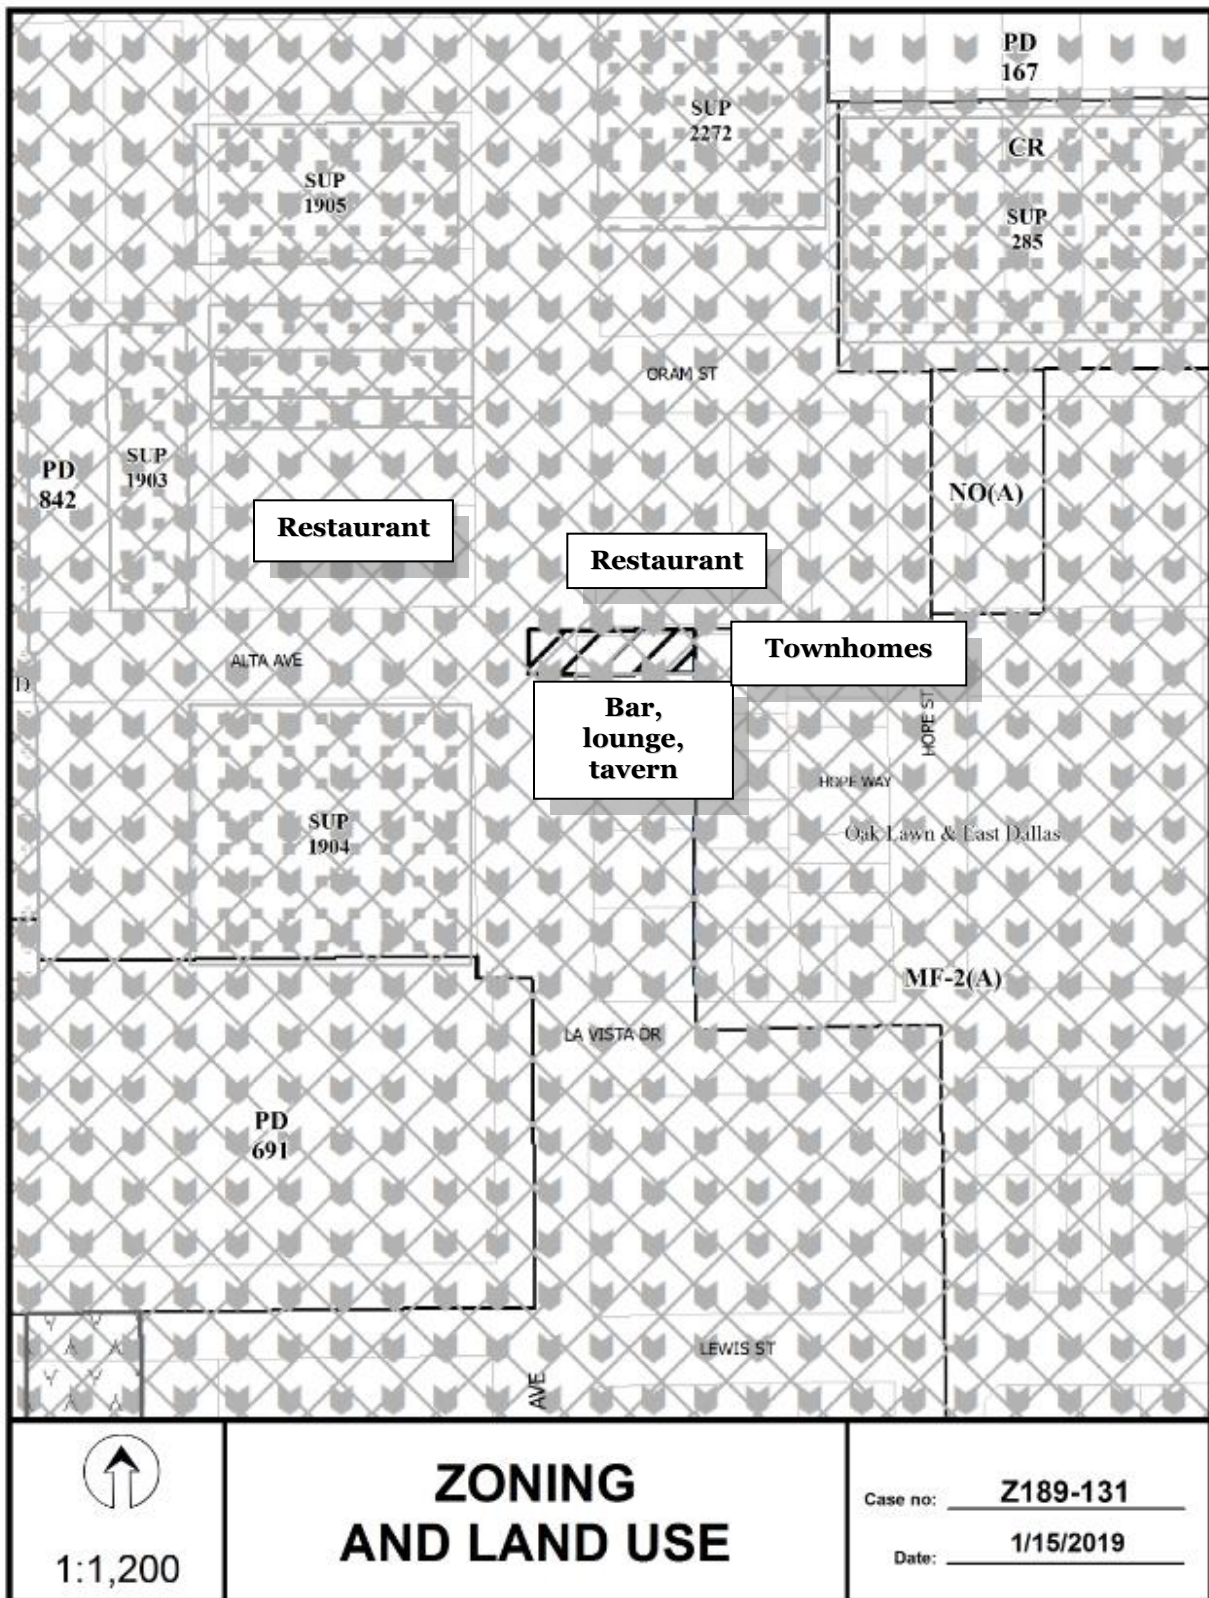 PD
167
SUP
2272
CR
SUP
1905
SUP
285
ORAM ST
PD
842
SUP
1903
NO(A)
Restaurant
Restaurant
Townhomes
ALTA AVE
D
Bar,
lounge,
tavern
HOPE ST
HOPE WAY
SUP
1904
Oak Lawn & East Dallas
MF-2(A)
LA VISTA DR
PD
691
LEWIS ST
AVE
1:1,200
ZONING
AND LAND USE
Case no: Z189-131
Date: 1/15/2019